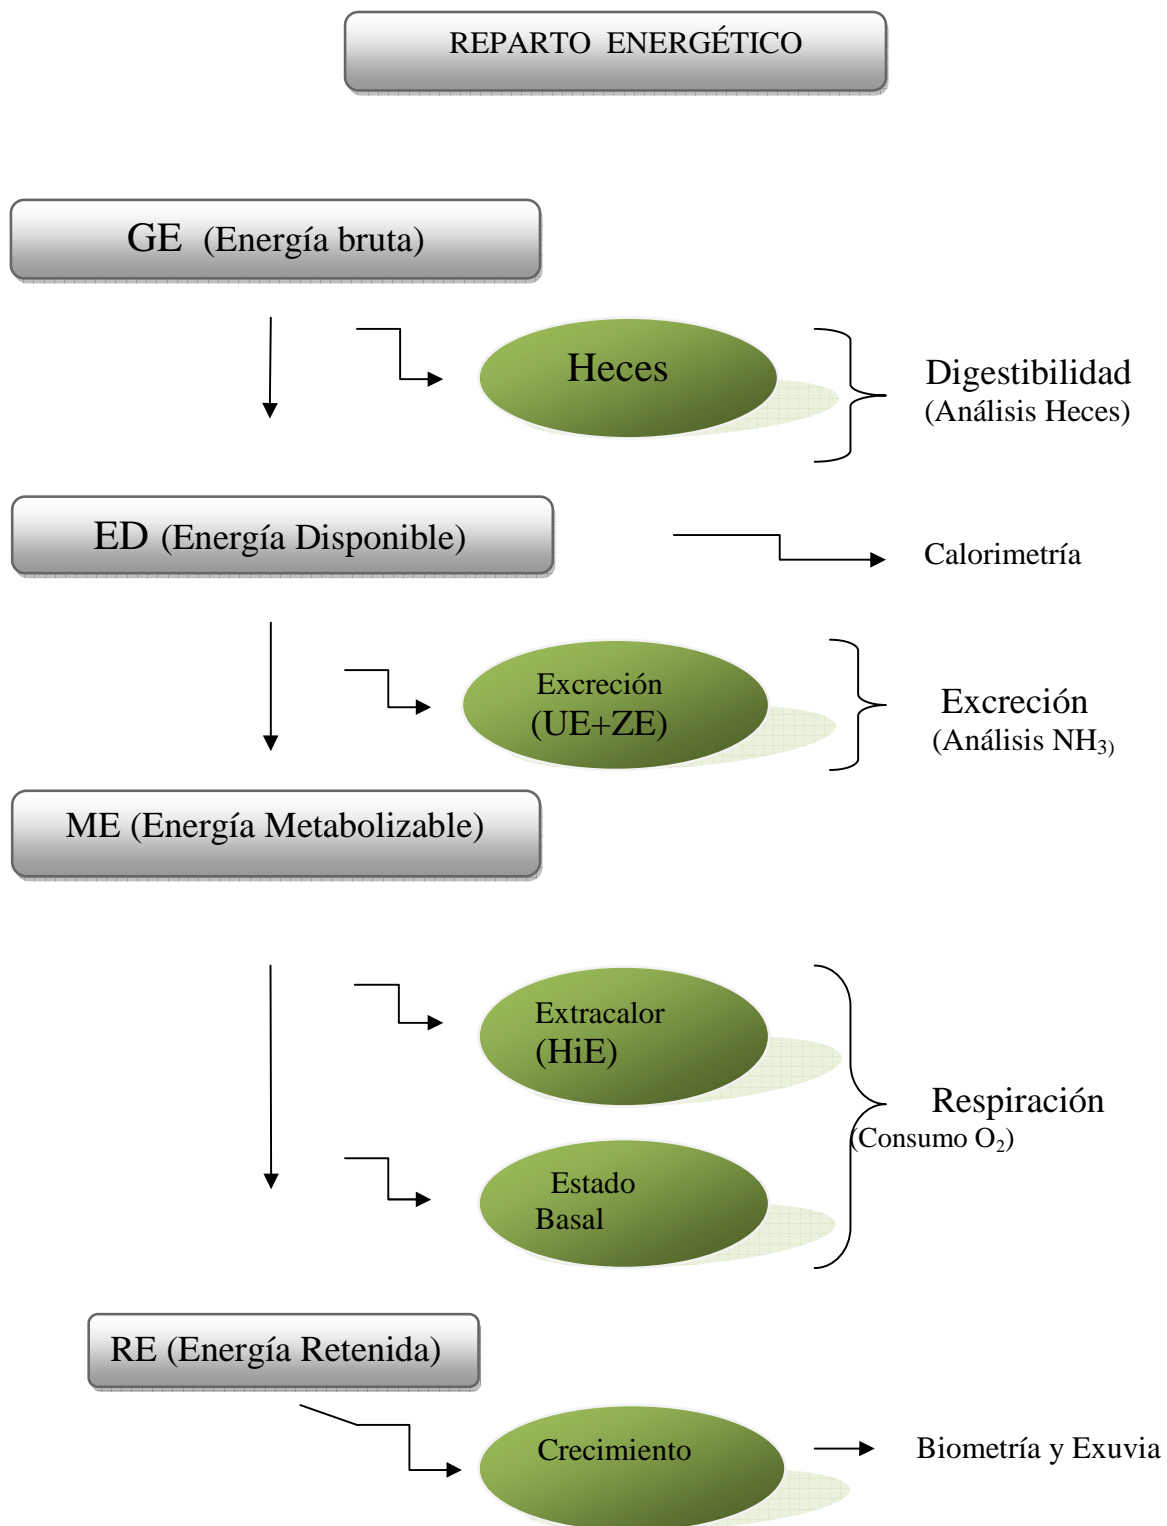 REPARTO ENERGÉTICO
GE (Energía bruta)
Heces
Digestibilidad
(Análisis Heces)
ED (Energía Disponible)
Calorimetría
Excreción
(UE+ZE)
Excreción
(Análisis NH₃)
ME (Energía Metabolizable)
Extracalor
(HiE)
Respiración
(Consumo O₂)
Estado
Basal
RE (Energía Retenida)
Crecimiento
Biometría y Exuvia